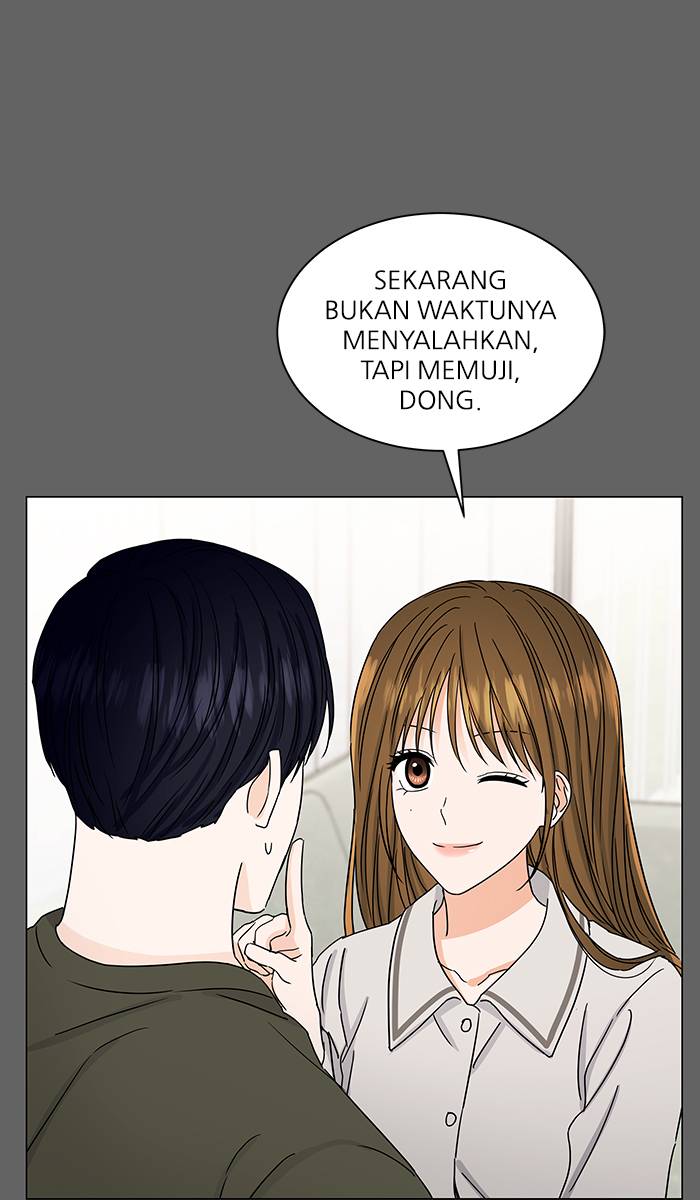 SEKARANG
BUKAN WAKTUNYA
MENYALAHKAN,
TAPI MEMUJI,
DONG.